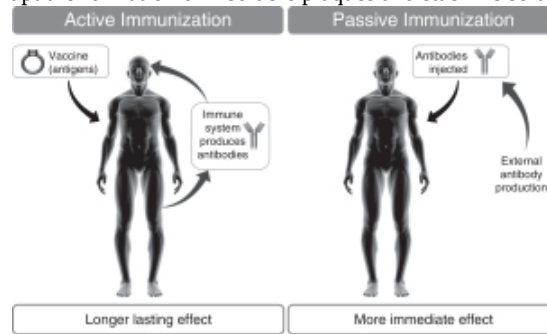 Active Immunization
Passive Immunization
Vaccine
(antigens)
Immune
system
produces
antibodies
Antibodies
injected
External
antibody
production
Longer lasting effect
More immediate effect